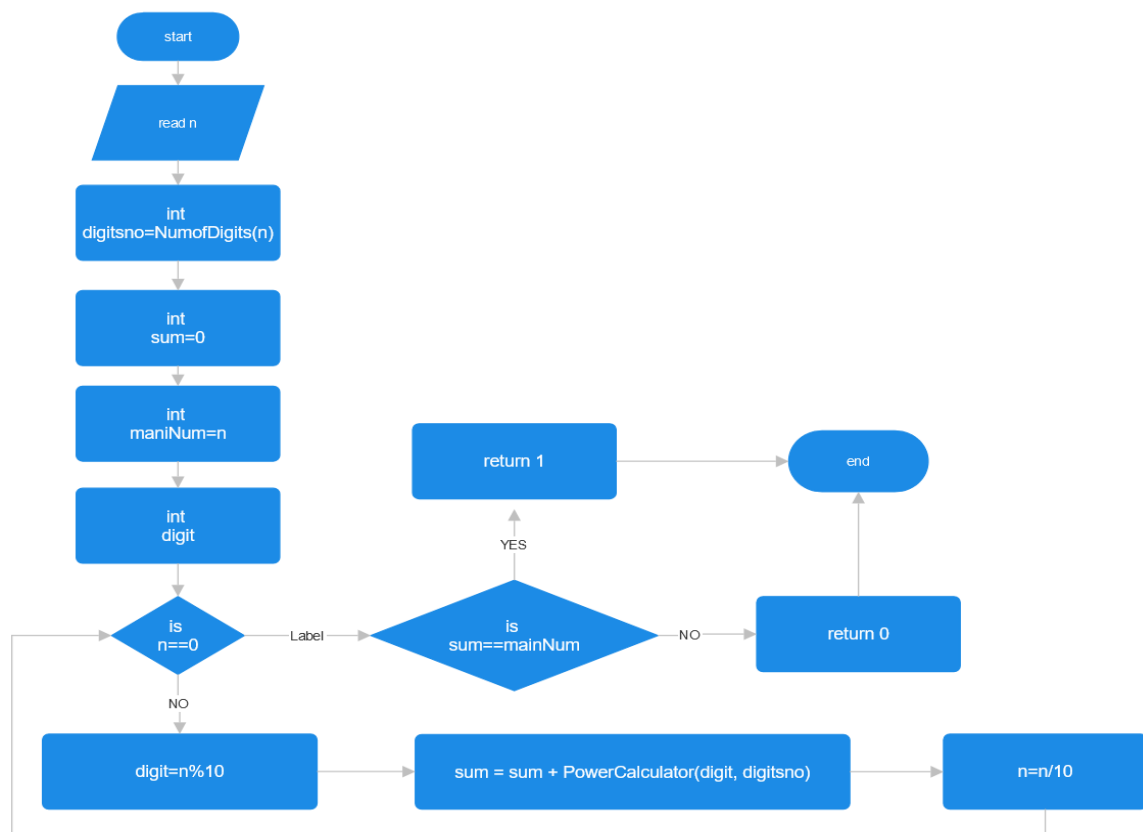 start
read n
int
digitsno=NumofDigits(n)
int
sum=0
int
maniNum=n
int
digit
is
n==0
Label
is
sum==mainNum
YES
return 1
end
NO
return 0
NO
digit=n%10
sum = sum + PowerCalculator(digit, digitsno)
n=n/10